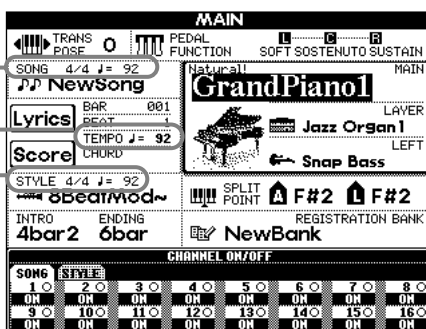 MAIN
TRANSPOSE 0
PEDAL FUNCTION
L C R
SOFT SOSTENUTO SUSTAIN
SONG 4/4 ♩= 92
NewSong
Lyrics
BAR 001
BEAT 1
TEMPO ♩= 92
Score
CHORD
STYLE 4/4 ♩= 92
8BeatMod~
INTRO ENDING
4bar2 6bar
Natural! MAIN
GrandPiano1
LAYER
Jazz Organ1
LEFT
Snap Bass
SPLIT POINT A F#2 L F#2
REGISTRATION BANK
NewBank
CHANNEL ON/OFF
SONG STYLE
1 2 3 4 5 6 7 8
ON ON ON ON ON ON ON ON
9 10 11 12 13 14 15 16
ON ON ON ON ON ON ON ON